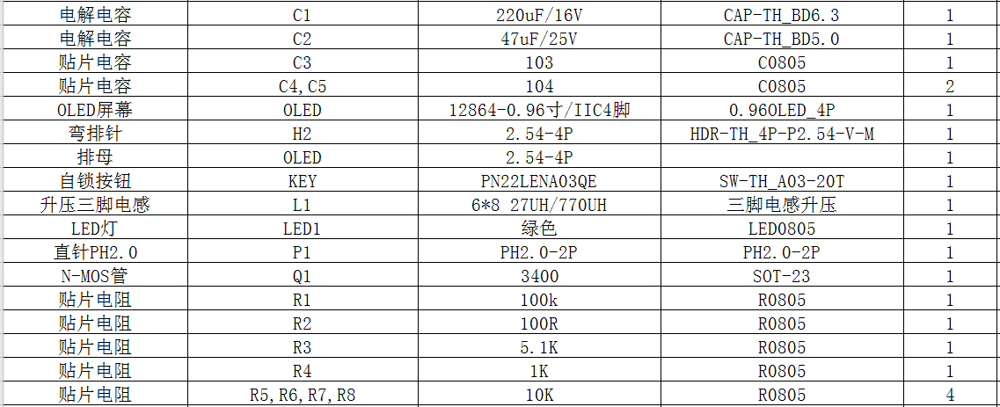 电解电容 C1 220uF/16V CAP-TH_BD6.3 1
电解电容 C2 47uF/25V CAP-TH_BD5.0 1
贴片电容 C3 103 C0805 1
贴片电容 C4,C5 104 C0805 2
OLED屏幕 OLED 12864-0.96寸/IIC4脚 0.96OLED_4P 1
弯排针 H2 2.54-4P HDR-TH_4P-P2.54-V-M 1
排母 OLED 2.54-4P 1
自锁按钮 KEY PN22LENA03QE SW-TH_A03-20T 1
升压三脚电感 L1 6*8 27UH/770UH 三脚电感升压 1
LED灯 LED1 绿色 LED0805 1
直针PH2.0 P1 PH2.0-2P PH2.0-2P 1
N-MOS管 Q1 3400 SOT-23 1
贴片电阻 R1 100k R0805 1
贴片电阻 R2 100R R0805 1
贴片电阻 R3 5.1K R0805 1
贴片电阻 R4 1K R0805 1
贴片电阻 R5,R6,R7,R8 10K R0805 4